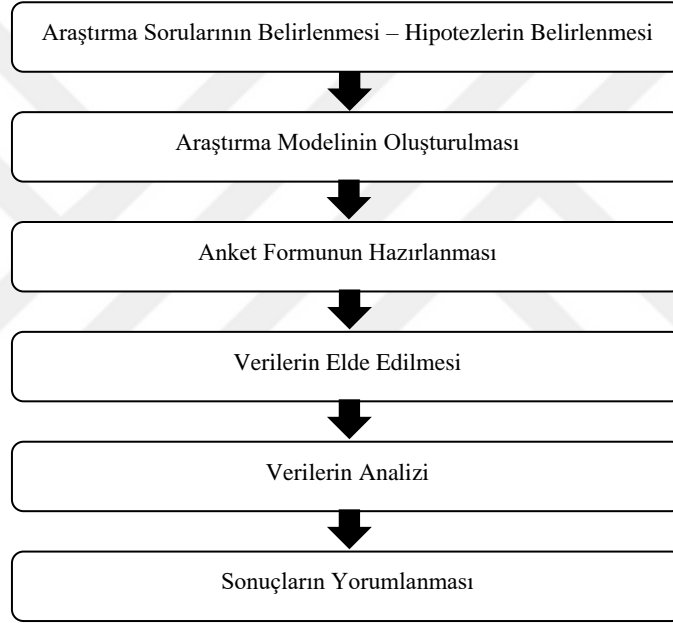 Araştırma Sorularının Belirlenmesi – Hipotezlerin Belirlenmesi
Araştırma Modelinin Oluşturulması
Anket Formunun Hazırlanması
Verilerin Elde Edilmesi
Verilerin Analizi
Sonuçların Yorumlanması